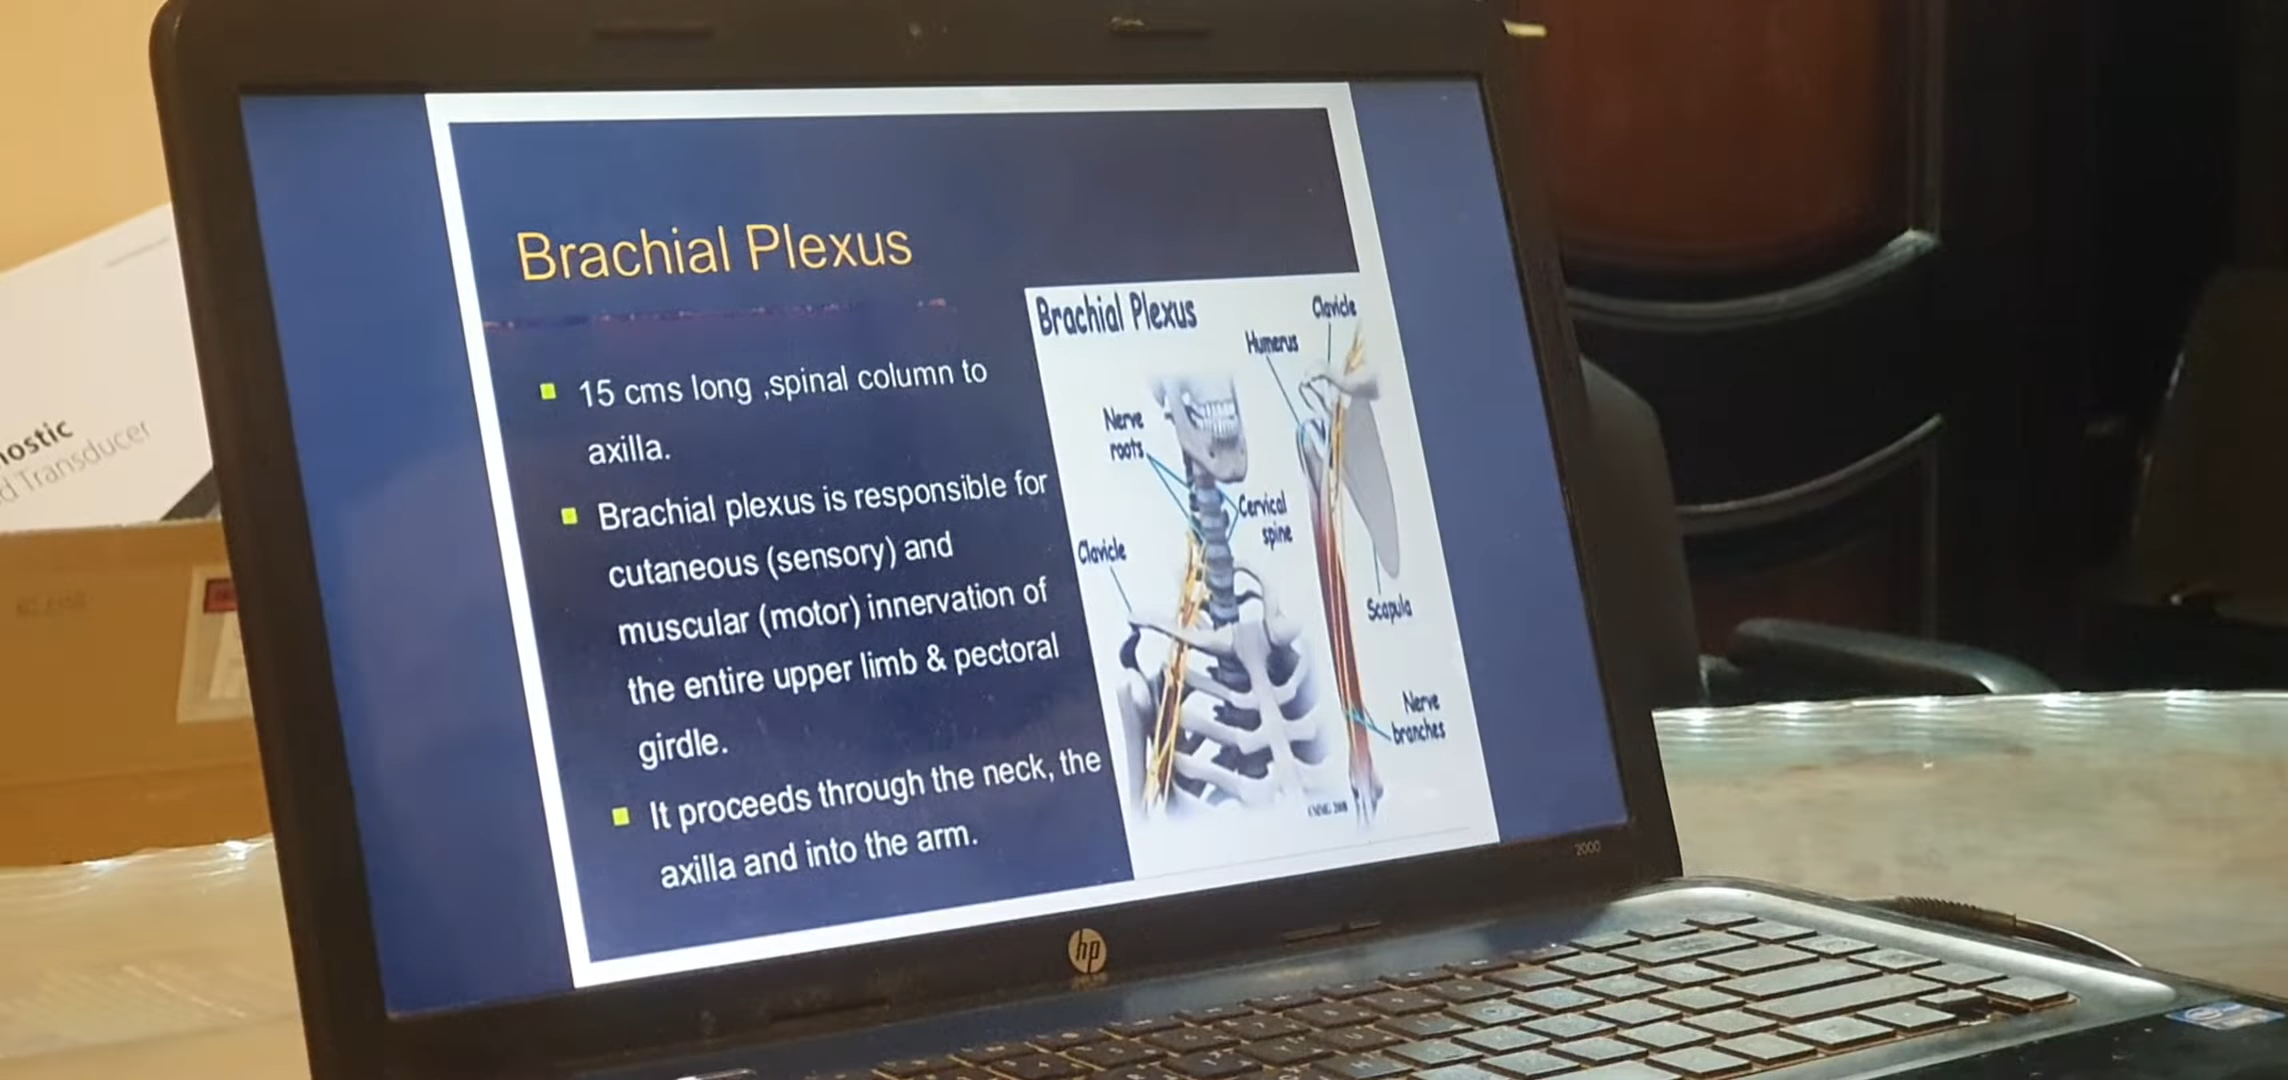 Brachial Plexus
15 cms long ,spinal column to
axilla.
Brachial plexus is responsible for
cutaneous (sensory) and
muscular (motor) innervation of
the entire upper limb & pectoral
girdle.
It proceeds through the neck, the
axilla and into the arm.
Brachial Plexus
Clavicle
Humerus
Nerve
roots
Cervical
spine
Clavicle
Scapula
Nerve
branches
2000
hp
nostic
d Transducer